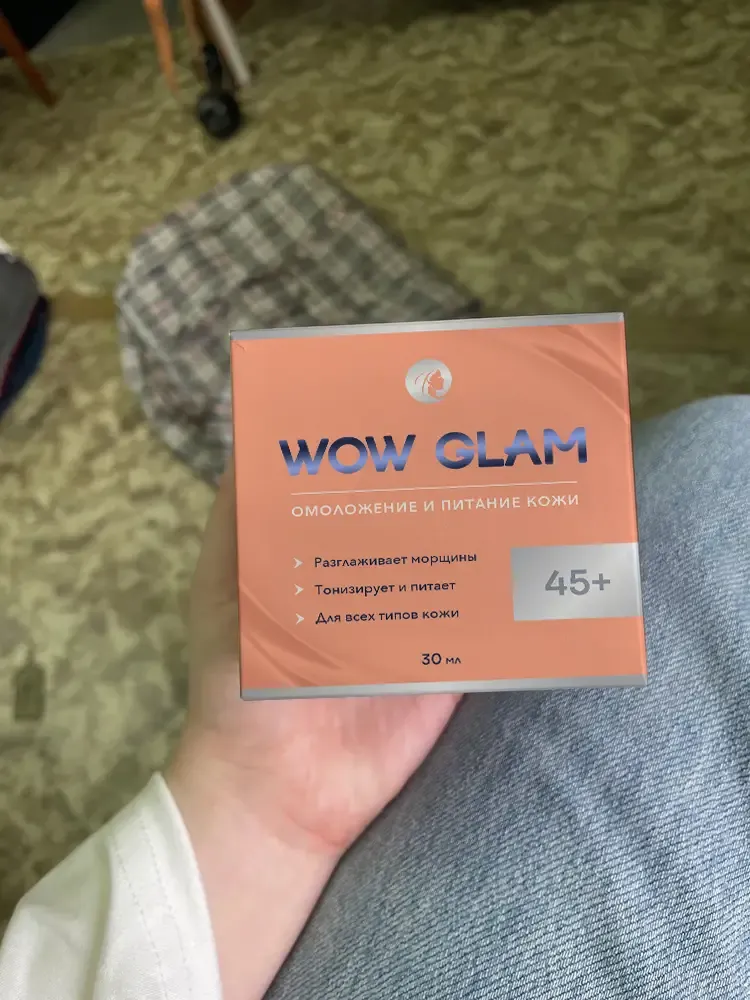 WOW GLAM
ОМОЛОЖЕНИЕ И ПИТАНИЕ КОЖИ
Разглаживает морщины
Тонизирует и питает
Для всех типов кожи
45+
30 мл